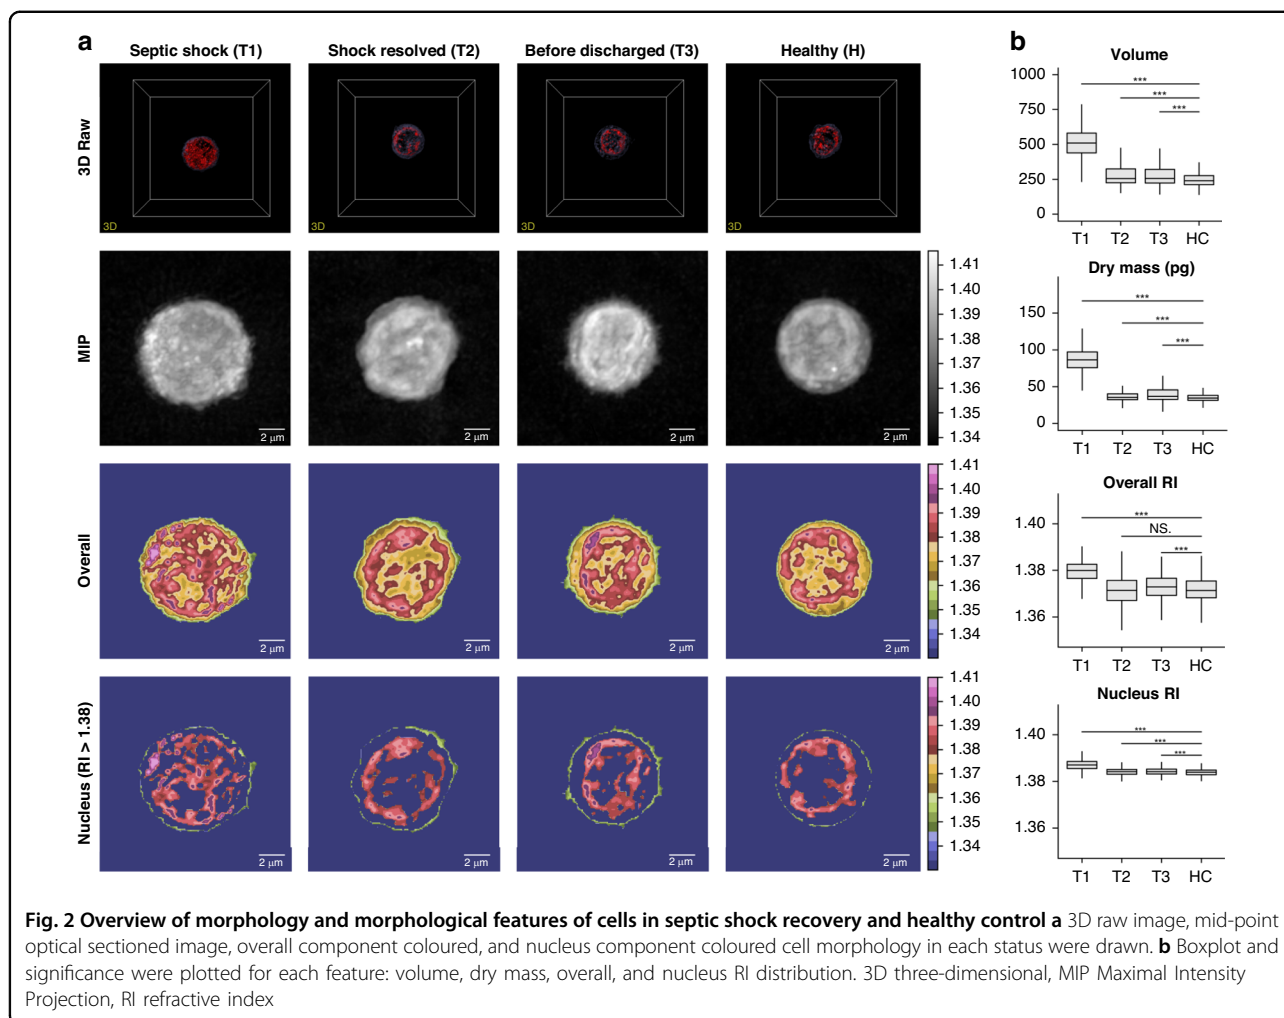 a
Septic shock (T1) Shock resolved (T2) Before discharged (T3) Healthy (H)
3D Raw
3D 3D 3D 3D
MIP
2 µm 2 µm 2 µm 2 µm
1.41
1.40
1.39
1.38
1.37
1.36
1.35
1.34
Overall
2 µm 2 µm 2 µm 2 µm
1.41
1.40
1.39
1.38
1.37
1.36
1.35
1.34
Nucleus (RI > 1.38)
2 µm 2 µm 2 µm 2 µm
1.41
1.40
1.39
1.38
1.37
1.36
1.35
1.34
b
Volume
1000
750
500
250
0
***
***
***
T1 T2 T3 HC
Dry mass (pg)
150
100
50
0
***
***
***
T1 T2 T3 HC
Overall RI
1.40
1.38
1.36
***
NS.
***
T1 T2 T3 HC
Nucleus RI
1.40
1.38
1.36
***
***
***
T1 T2 T3 HC
Fig. 2 Overview of morphology and morphological features of cells in septic shock recovery and healthy control a 3D raw image, mid-point
optical sectioned image, overall component coloured, and nucleus component coloured cell morphology in each status were drawn. b Boxplot and
significance were plotted for each feature: volume, dry mass, overall, and nucleus RI distribution. 3D three-dimensional, MIP Maximal Intensity
Projection, RI refractive index